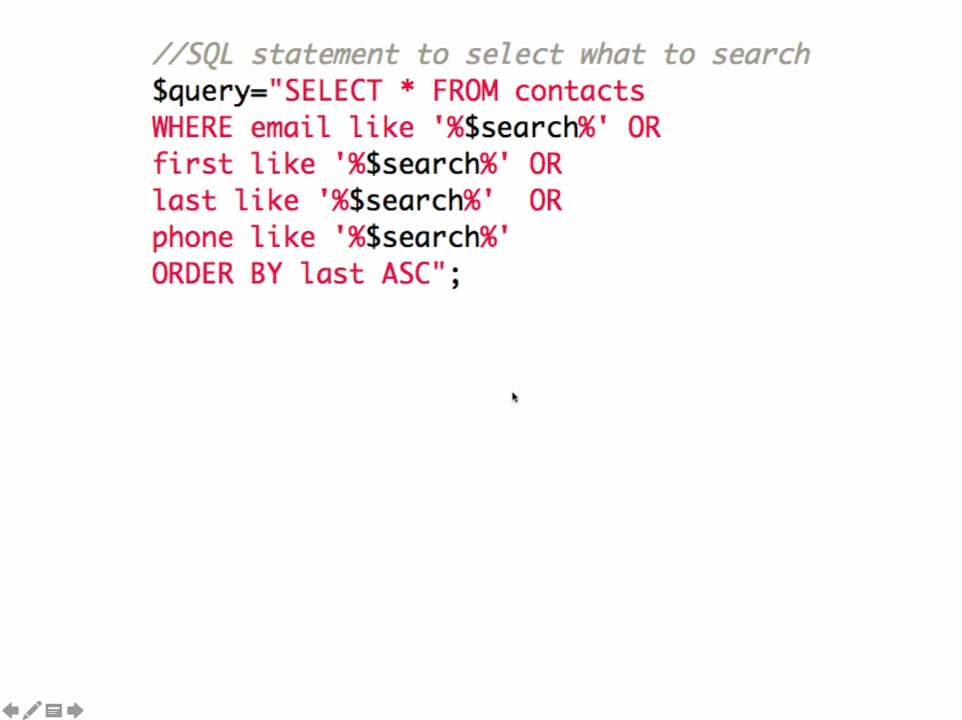 //SQL statement to select what to search
$query="SELECT * FROM contacts
WHERE email like '%$search%' OR
first like '%$search%' OR
last like '%$search%'  OR
phone like '%$search%'
ORDER BY last ASC";